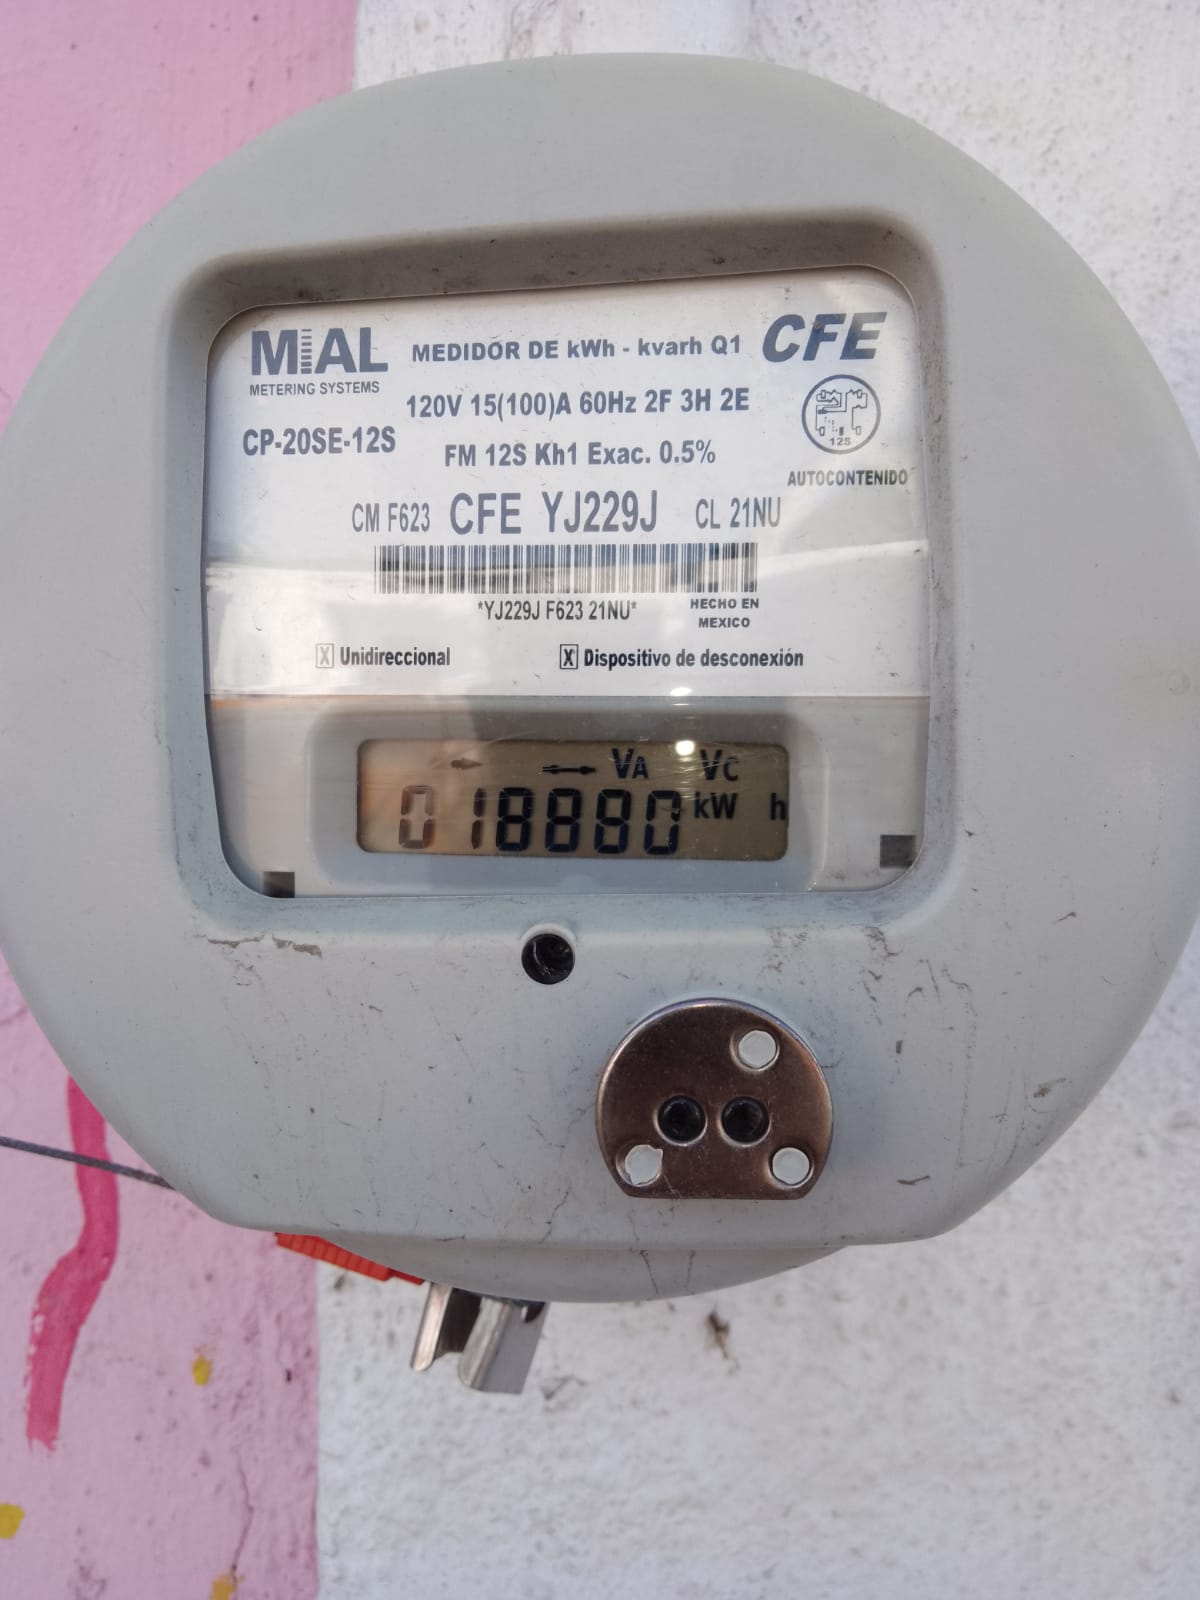 MIAL
METERING SYSTEMS
MEDIDOR DE kWh - kvarh Q1
CFE
120V 15(100)A 60Hz 2F 3H 2E
CP-20SE-12S
FM 12S Kh1 Exac. 0.5%
12S
AUTOCONTENIDO
CM F623 CFE YJ229J CL 21NU
*YJ229J F623 21NU*
HECHO EN
MEXICO
X Unidireccional
X Dispositivo de desconexión
VA VC
018880 kW h